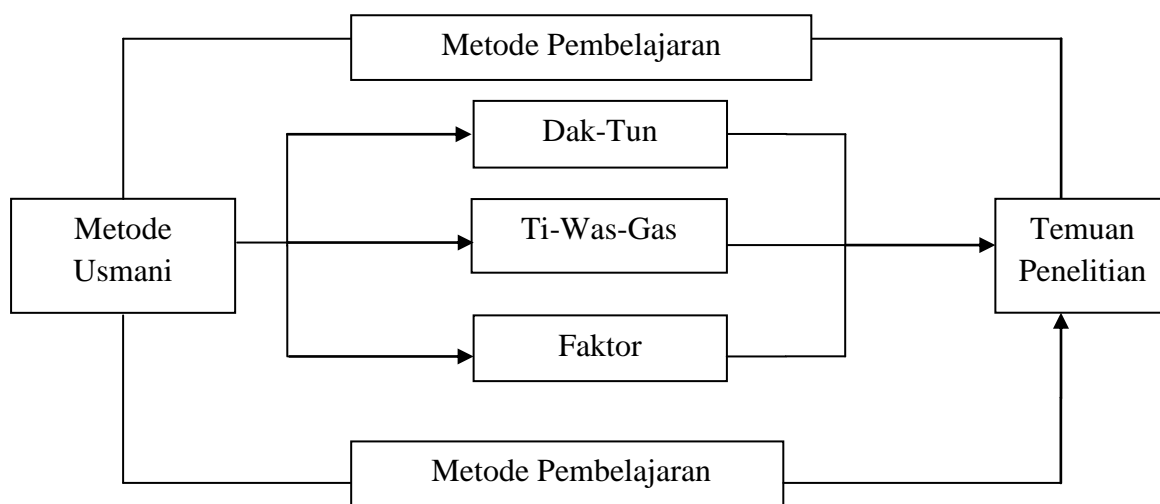 Metode Pembelajaran
Dak-Tun
Metode
Usmani
Ti-Was-Gas
Temuan
Penelitian
Faktor
Metode Pembelajaran